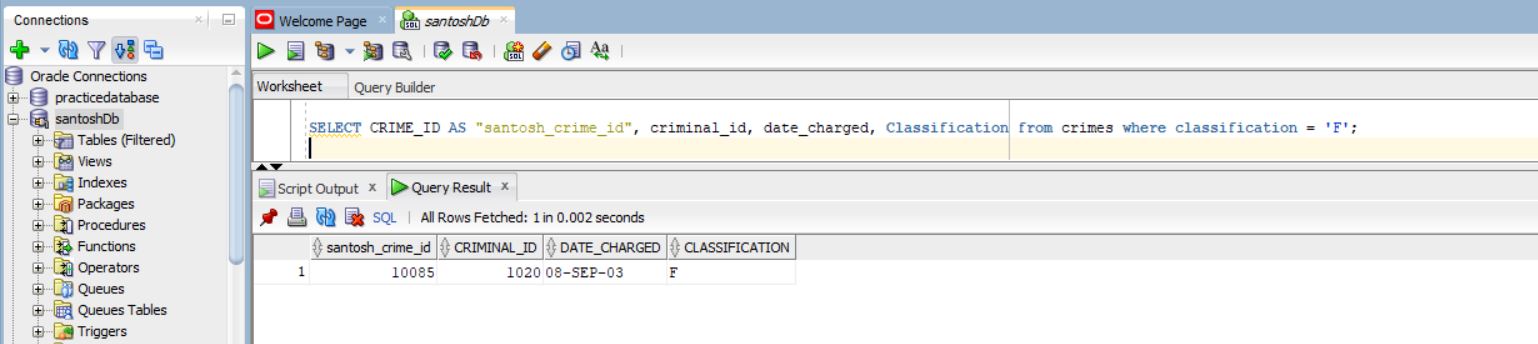 Connections
Oracle Connections
practicedatabase
santoshDb
Tables (Filtered)
Views
Indexes
Packages
Procedures
Functions
Operators
Queues
Queues Tables
Triggers
Welcome Page
santoshDb
Worksheet Query Builder
SELECT CRIME_ID AS "santosh_crime_id", criminal_id, date_charged, Classification from crimes where classification = 'F';
Script Output x Query Result x
SQL | All Rows Fetched: 1 in 0.002 seconds
santosh_crime_id CRIMINAL_ID DATE_CHARGED CLASSIFICATION
1 10085 1020 08-SEP-03 F